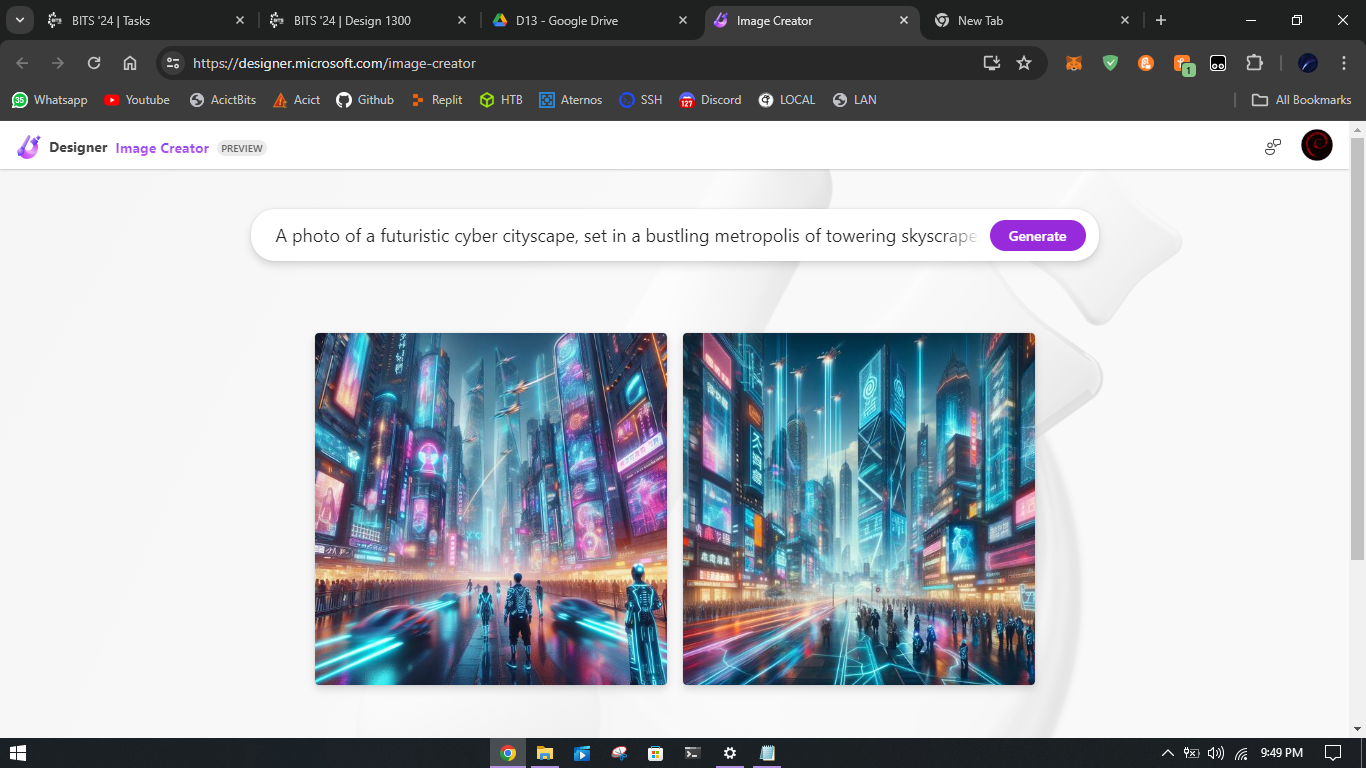 BITS '24 | Tasks
BITS '24 | Design 1300
D13 - Google Drive
Image Creator
New Tab
https://designer.microsoft.com/image-creator
1
35
Whatsapp
Youtube
AcictBits
Acict
Github
Replit
HTB
Aternos
SSH
127
Discord
LOCAL
LAN
All Bookmarks
Designer Image Creator PREVIEW
A photo of a futuristic cyber cityscape, set in a bustling metropolis of towering skyscrape
Generate
9:49 PM